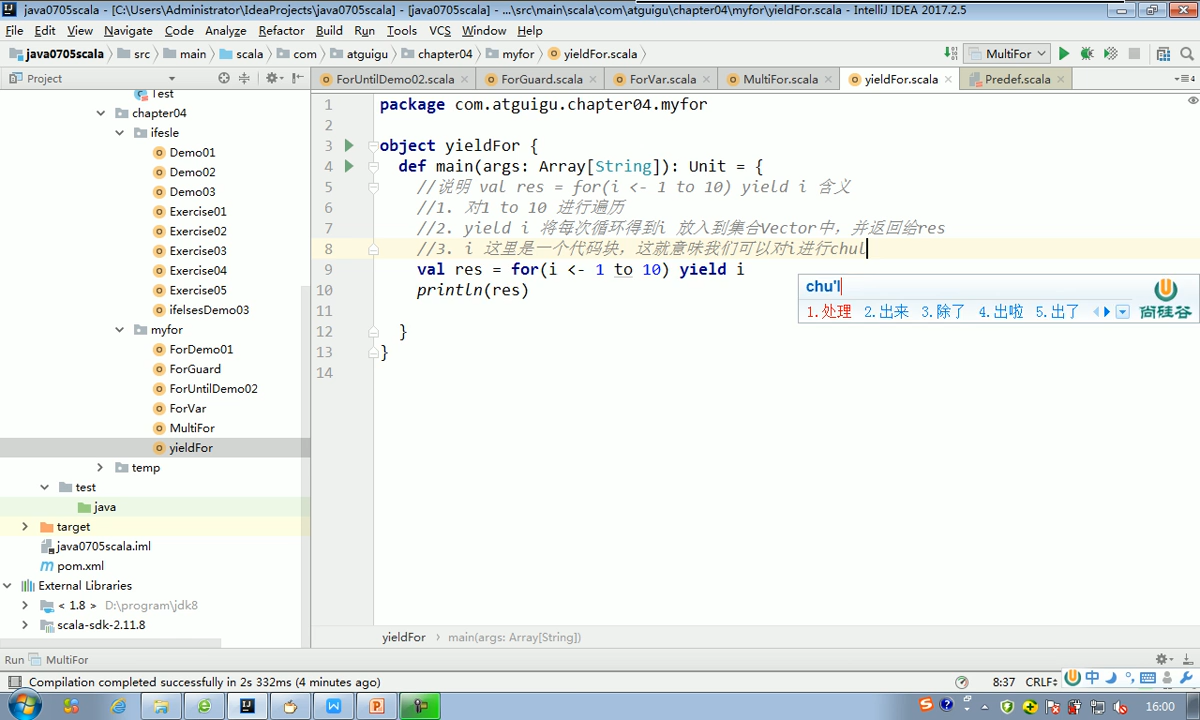 java0705scala - [C:\Users\Administrator\IdeaProjects\java0705scala] - [java0705scala] - ...\src\main\scala\com\atguigu\chapter04\myfor\yieldFor.scala - IntelliJ IDEA 2017.2.5
File Edit View Navigate Code Analyze Refactor Build Run Tools VCS Window Help
java0705scala src main scala com atguigu chapter04 myfor yieldFor.scala MultiFor
Project ForUntilDemo02.scala ForGuard.scala ForVar.scala MultiFor.scala yieldFor.scala Predef.scala
Test
chapter04
ifesle
Demo01
Demo02
Demo03
Exercise01
Exercise02
Exercise03
Exercise04
Exercise05
ifelsesDemo03
myfor
ForDemo01
ForGuard
ForUntilDemo02
ForVar
MultiFor
yieldFor
temp
test
java
target
java0705scala.iml
pom.xml
External Libraries
< 1.8 > D:\program\jdk8
scala-sdk-2.11.8
1 package com.atguigu.chapter04.myfor
2
3 object yieldFor {
4 def main(args: Array[String]): Unit = {
5 //说明 val res = for(i <- 1 to 10) yield i 含义
6 //1. 对1 to 10 进行遍历
7 //2. yield i 将每次循环得到i 放入到集合Vector中，并返回给res
8 //3. i 这里是一个代码块，这就意味我们可以对i进行chul
9 val res = for(i <- 1 to 10) yield i
10 println(res)
11
12 }
13 }
14
chu'l
1.处理 2.出来 3.除了 4.出啦 5.出了
尚硅谷
yieldFor main(args: Array[String])
Run MultiFor
Compilation completed successfully in 2s 332ms (4 minutes ago) 8:37 CRLF÷ 中
16:00